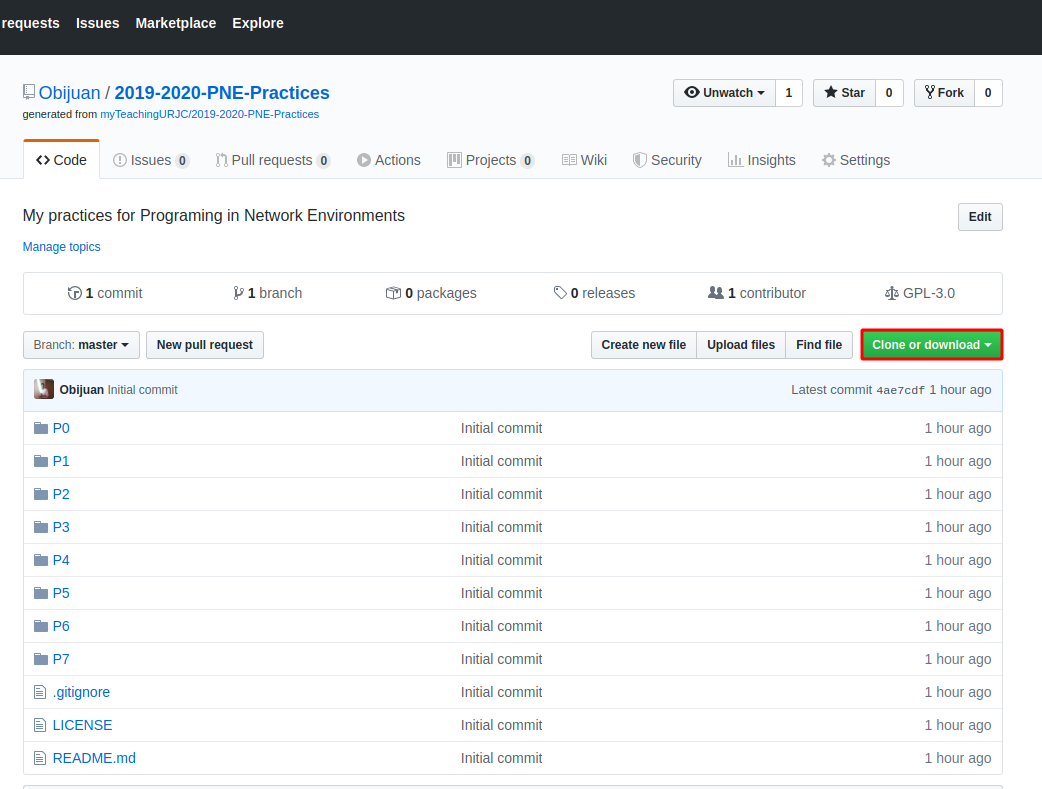 requests Issues Marketplace Explore
Obijuan / 2019-2020-PNE-Practices
Unwatch 1 Star 0 Fork 0
generated from myTeachingURJC/2019-2020-PNE-Practices
Code Issues 0 Pull requests 0 Actions Projects 0 Wiki Security Insights Settings
My practices for Programing in Network Environments
Edit
Manage topics
1 commit 1 branch 0 packages 0 releases 1 contributor GPL-3.0
Branch: master New pull request Create new file Upload files Find file Clone or download
Obijuan Initial commit Latest commit 4ae7cdf 1 hour ago
P0 Initial commit 1 hour ago
P1 Initial commit 1 hour ago
P2 Initial commit 1 hour ago
P3 Initial commit 1 hour ago
P4 Initial commit 1 hour ago
P5 Initial commit 1 hour ago
P6 Initial commit 1 hour ago
P7 Initial commit 1 hour ago
.gitignore Initial commit 1 hour ago
LICENSE Initial commit 1 hour ago
README.md Initial commit 1 hour ago